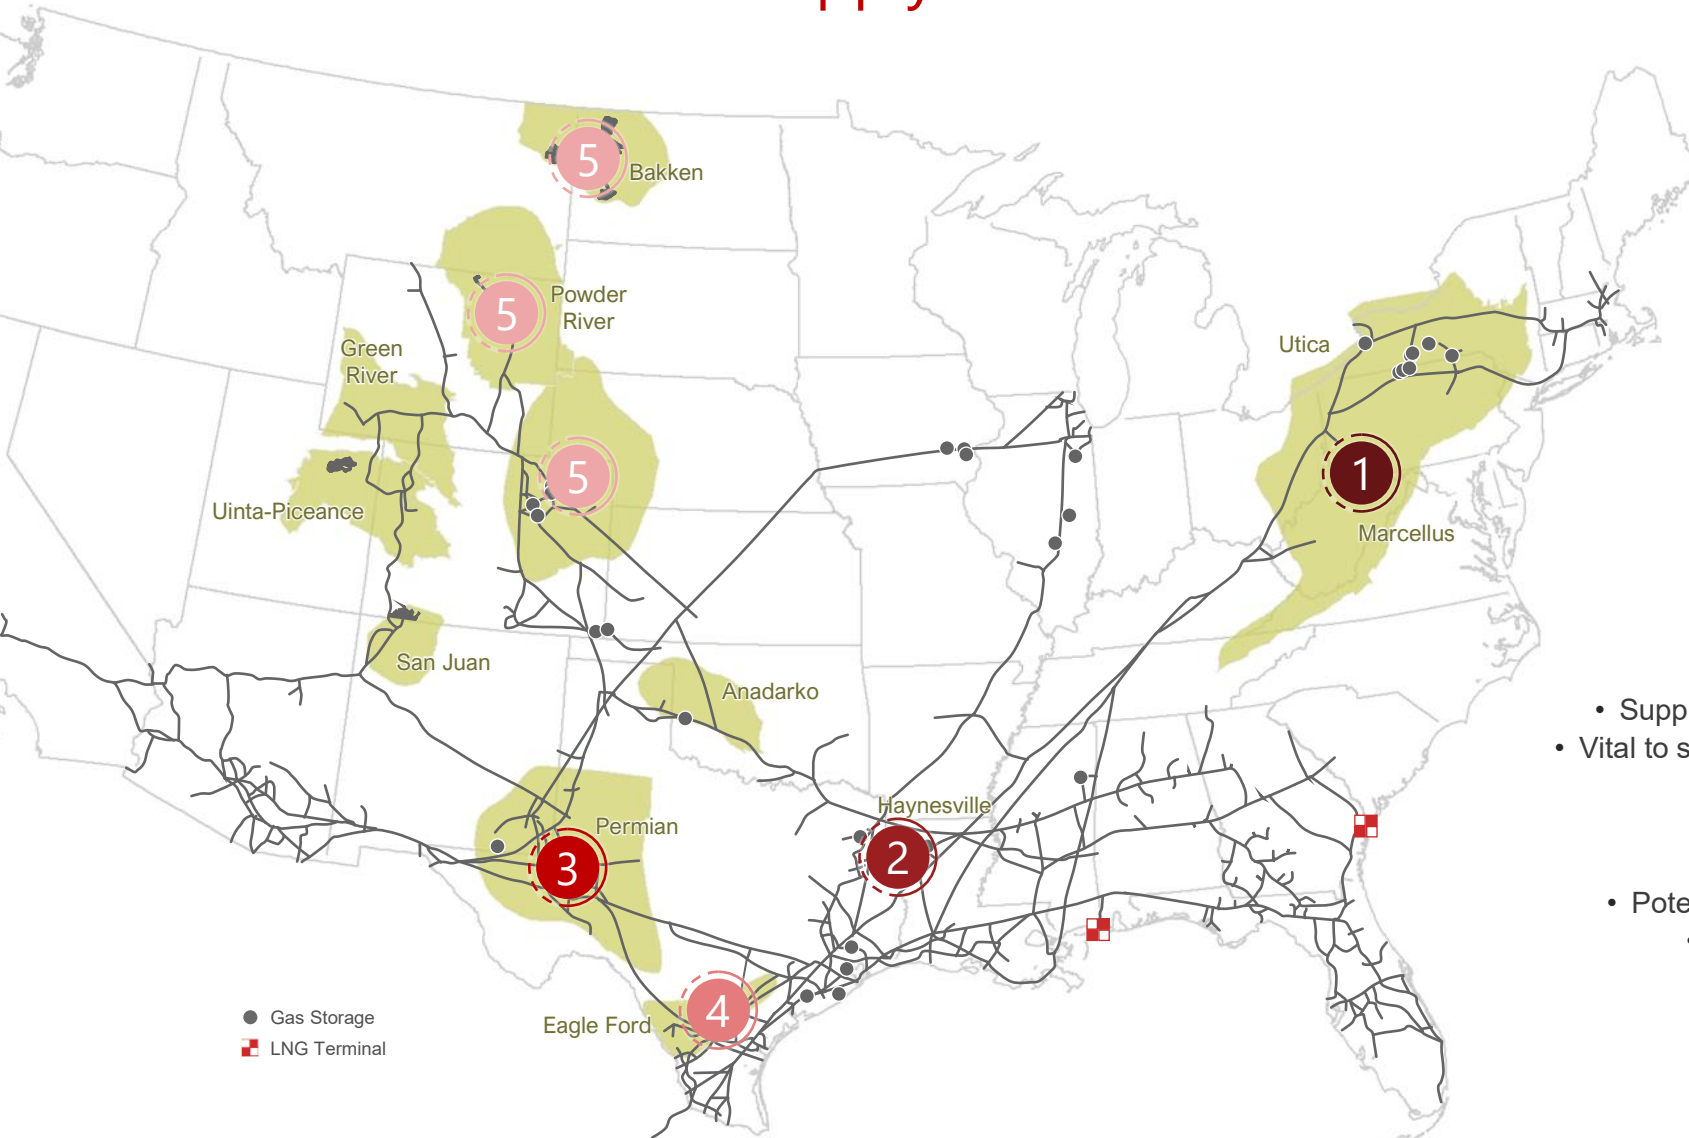 5
Bakken
Powder
River
5
Green
River
Utica
5
1
Uinta-Piceance
Marcellus
San Juan
Anadarko
• Supp
• Vital to s
Haynesville
Permian
2
3
• Pote
4
Eagle Ford
Gas Storage
LNG Terminal